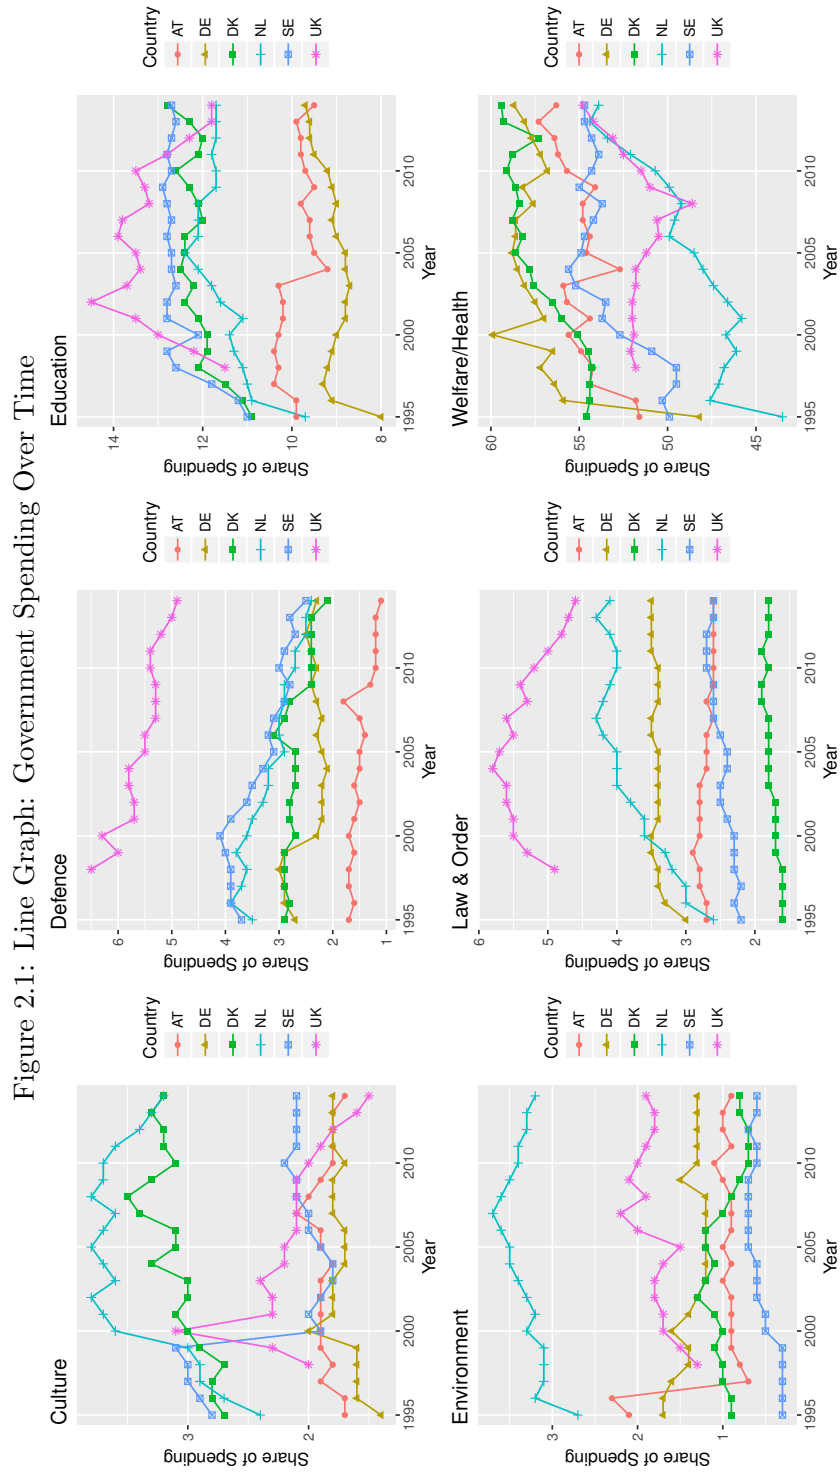 Figure 2.1: Line Graph: Government Spending Over Time
Culture
Share of Spending
3
2
1995
2000
2005
2010
Year
Country
AT
DE
DK
NL
SE
UK
Defence
Share of Spending
6
5
4
3
2
1
1995
2000
2005
2010
Year
Country
AT
DE
DK
NL
SE
UK
Education
Share of Spending
14
12
10
8
1995
2000
2005
2010
Year
Country
AT
DE
DK
NL
SE
UK
Environment
Share of Spending
3
2
1
1995
2000
2005
2010
Year
Country
AT
DE
DK
NL
SE
UK
Law & Order
Share of Spending
6
5
4
3
2
1995
2000
2005
2010
Year
Country
AT
DE
DK
NL
SE
UK
Welfare/Health
Share of Spending
60
55
50
45
1995
2000
2005
2010
Year
Country
AT
DE
DK
NL
SE
UK